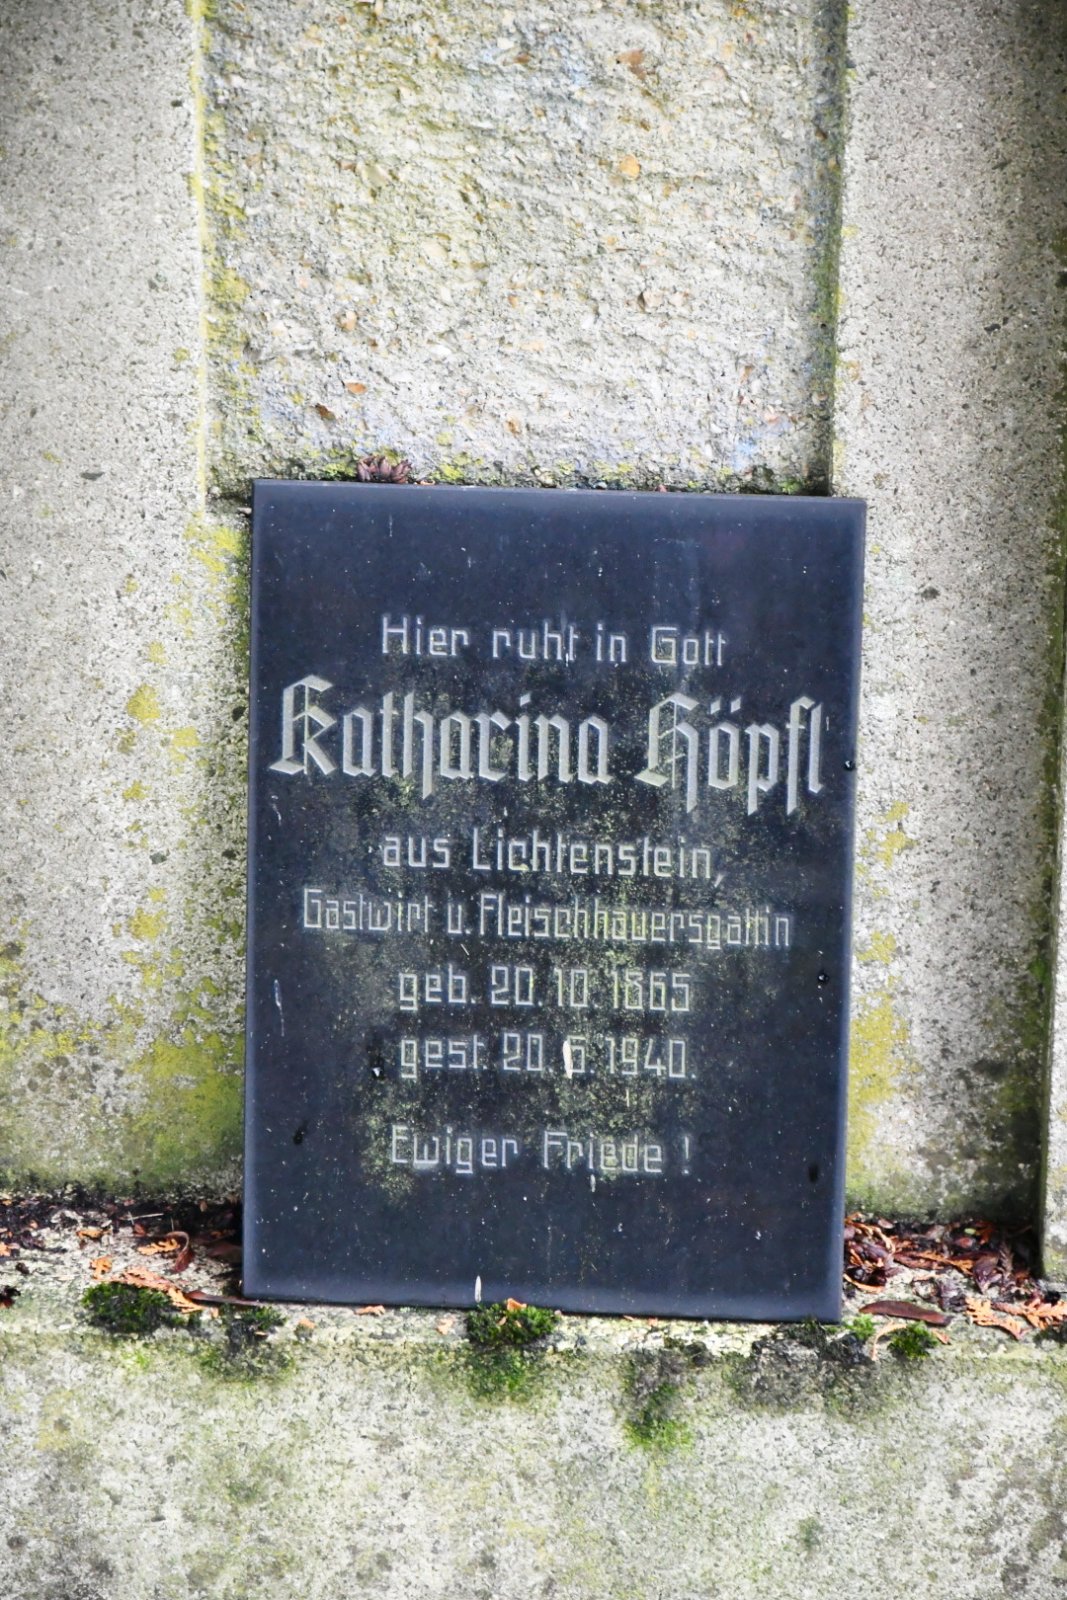 Hier ruht in Gott
Katharina Köpfl
aus Lichtenstein,
Gastwirt u. Fleischhauersgattin
geb. 20. 10. 1865
gest. 20. 6. 1940.
Ewiger Friede !